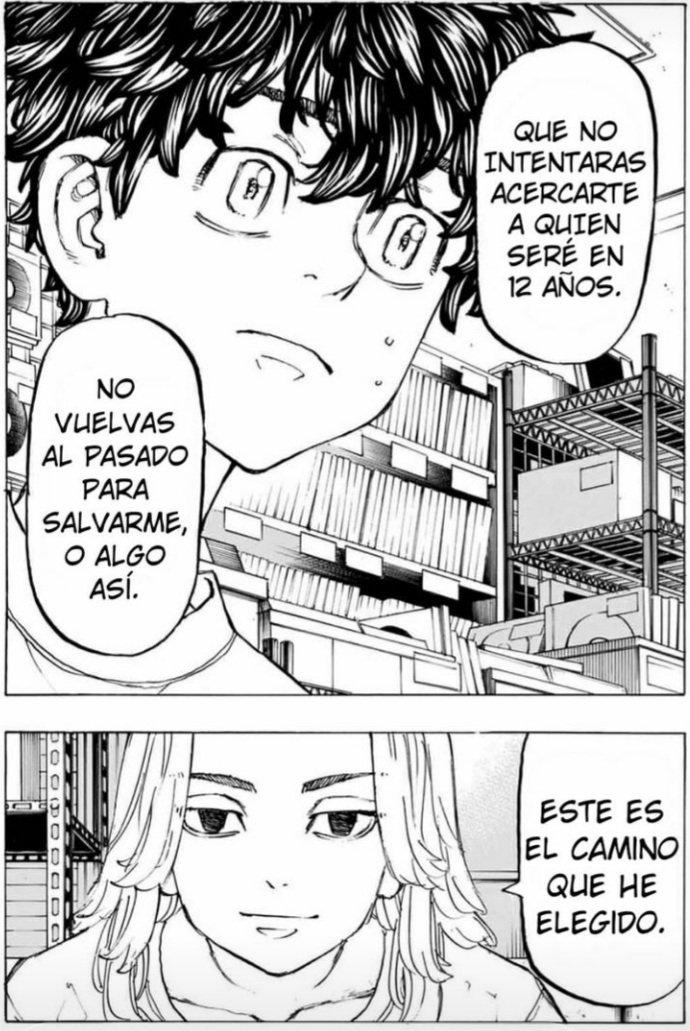 QUE NO
INTENTARAS
ACERCARTE
A QUIEN
SERÉ EN
12 AÑOS.
NO
VUELVAS
AL PASADO
PARA
SALVARME,
O ALGO
ASÍ.
ESTE ES
EL CAMINO
QUE HE
ELEGIDO.